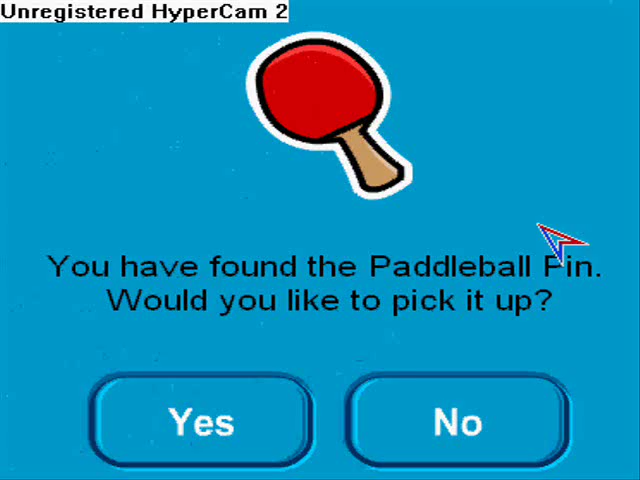 Unregistered HyperCam 2
You have found the Paddleball Pin.
Would you like to pick it up?
Yes
No